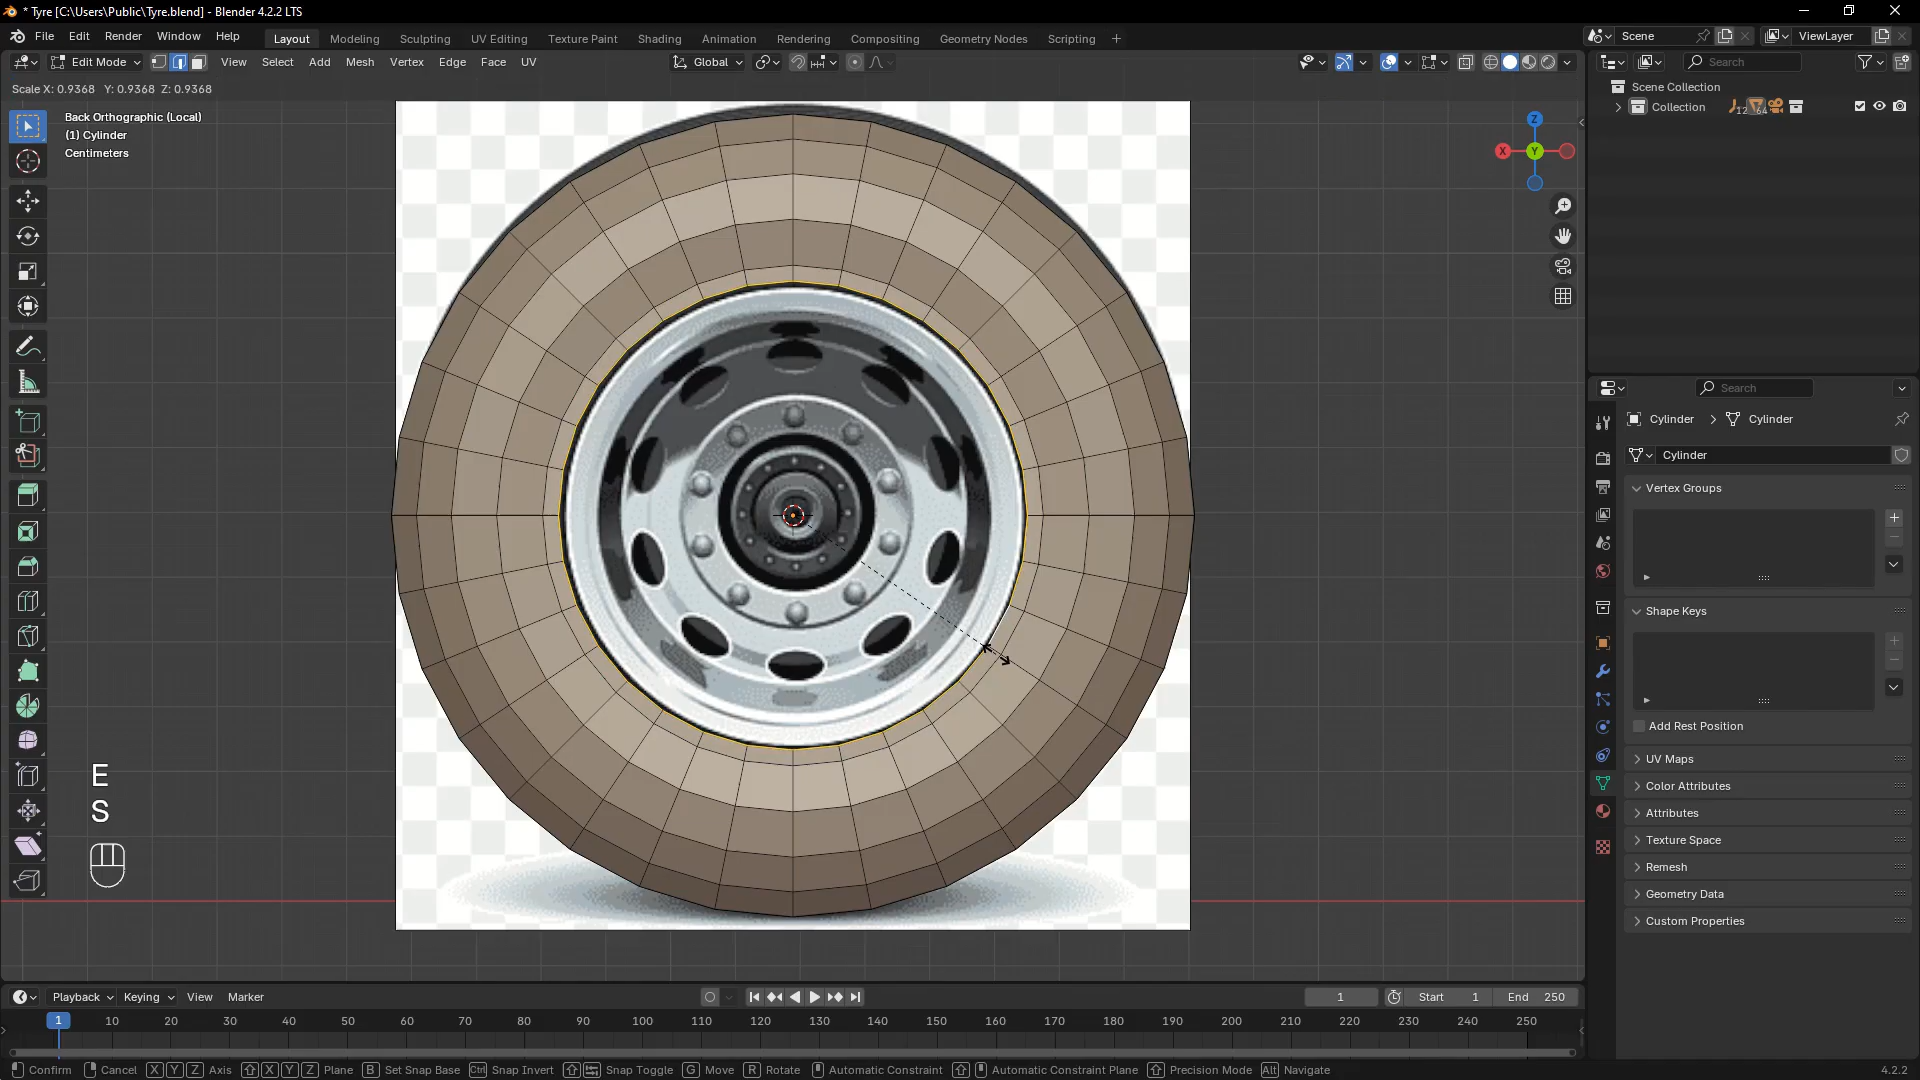 * Tyre [C:\Users\Public\Tyre.blend] - Blender 4.2.2 LTS
File Edit Render Window Help Layout Modeling Sculpting UV Editing Texture Paint Shading Animation Rendering Compositing Geometry Nodes Scripting + Scene ViewLayer
Edit Mode View Select Add Mesh Vertex Edge Face UV Global Search
Scale X: 0.9368 Y: 0.9368 Z: 0.9368
Scene Collection
Collection
Back Orthographic (Local)
(1) Cylinder
Centimeters
Z
X Y
Search
Cylinder > Cylinder
Cylinder
Vertex Groups
Shape Keys
Add Rest Position
UV Maps
Color Attributes
Attributes
Texture Space
Remesh
Geometry Data
Custom Properties
E
S
Playback Keying View Marker 1 Start 1 End 250
1 10 20 30 40 50 60 70 80 90 100 110 120 130 140 150 160 170 180 190 200 210 220 230 240 250
Confirm Cancel X Y Z Axis X Y Z Plane B Set Snap Base Ctrl Snap Invert Snap Toggle G Move R Rotate Automatic Constraint Automatic Constraint Plane Precision Mode Alt Navigate 4.2.2